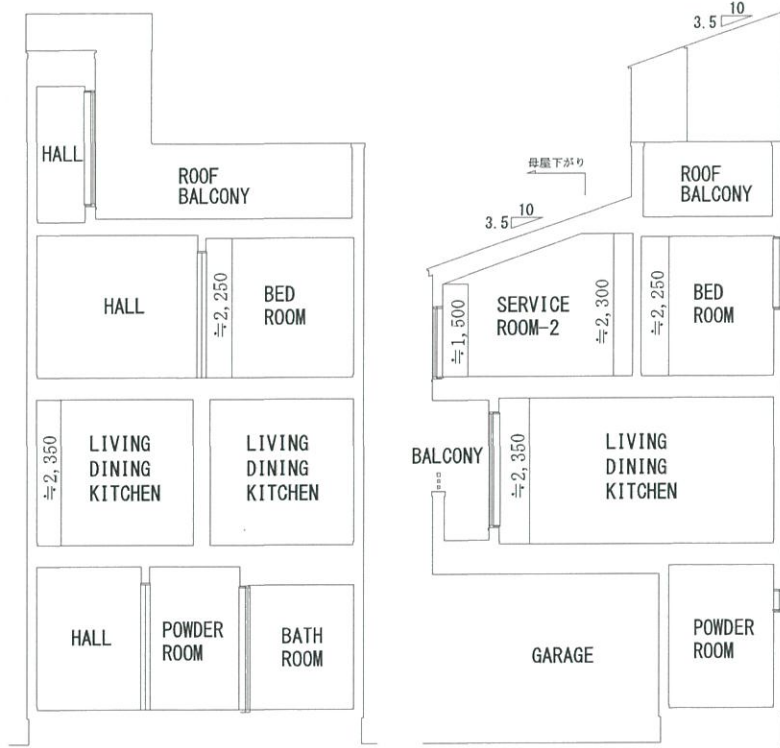 HALL
ROOF
BALCONY
HALL
≒2,250
BED
ROOM
≒2,350
LIVING
DINING
KITCHEN
LIVING
DINING
KITCHEN
HALL
POWDER
ROOM
BATH
ROOM
10
3.5
母屋下がり
10
3.5
ROOF
BALCONY
≒1,500
SERVICE
ROOM-2
≒2,300
≒2,250
BED
ROOM
BALCONY
≒2,350
LIVING
DINING
KITCHEN
GARAGE
POWDER
ROOM